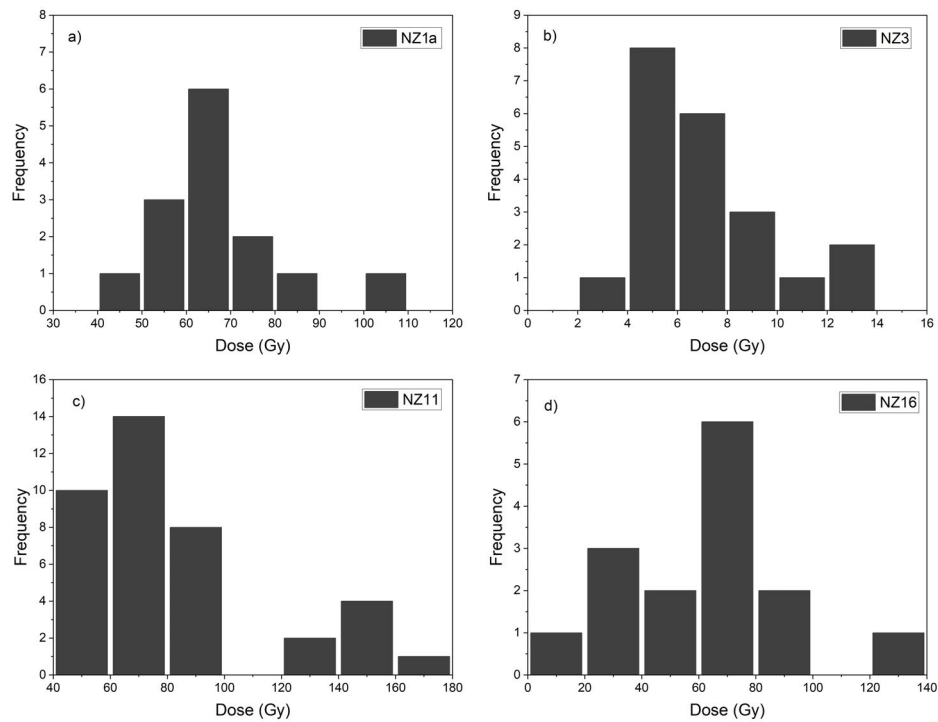 a)
NZ1a
8
7
6
5
4
3
2
1
0
Frequency
30 40 50 60 70 80 90 100 110 120
Dose (Gy)
b)
NZ3
9
8
7
6
5
4
3
2
1
0
Frequency
0 2 4 6 8 10 12 14 16
Dose (Gy)
c)
NZ11
16
14
12
10
8
6
4
2
0
Frequency
40 60 80 100 120 140 160 180
Dose (Gy)
d)
NZ16
7
6
5
4
3
2
1
0
Frequency
0 20 40 60 80 100 120 140
Dose (Gy)